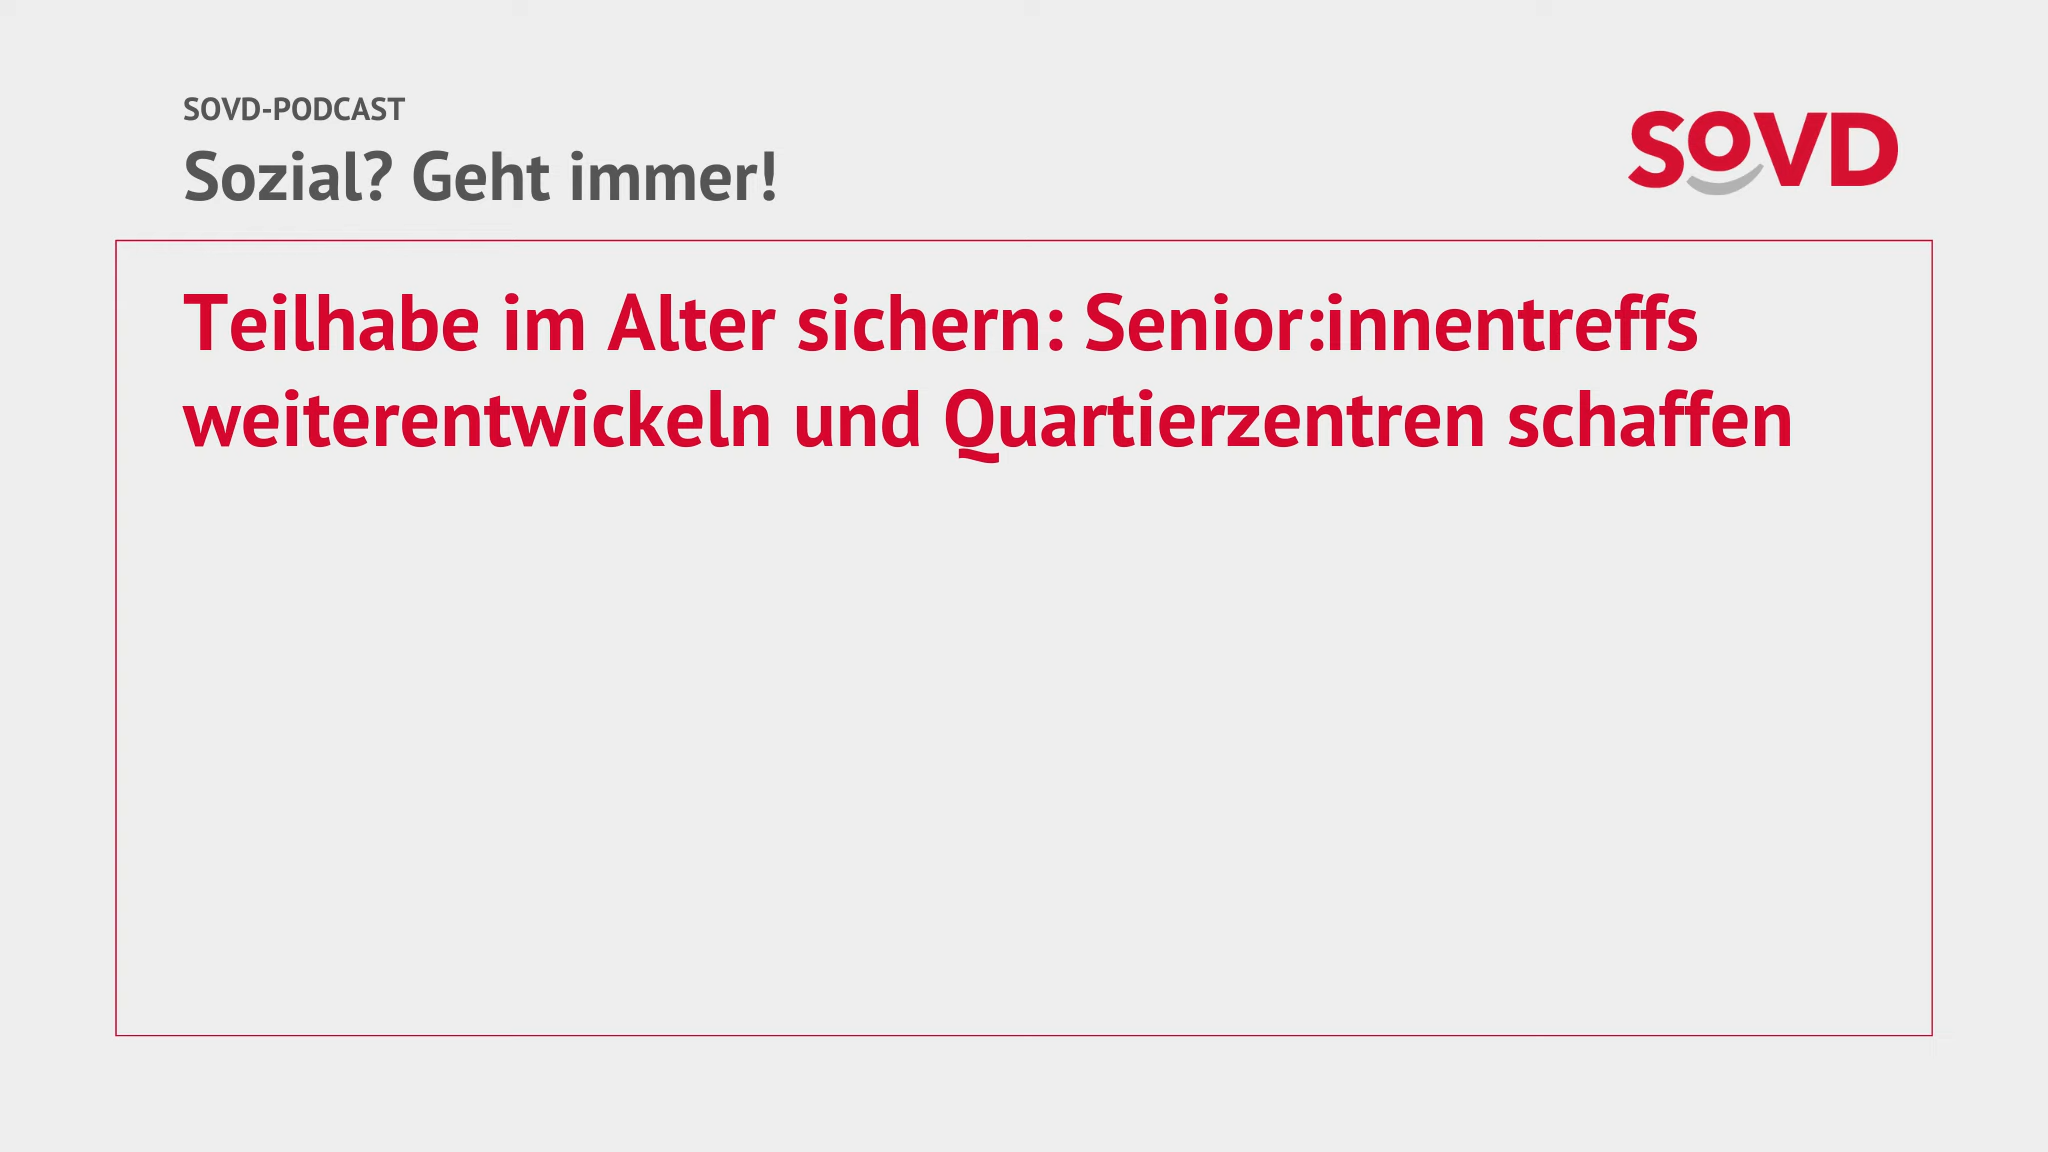 SOVD-PODCAST
Sozial? Geht immer!
SOVD
Teilhabe im Alter sichern: Senior:innentreffs
weiterentwickeln und Quartierzentren schaffen